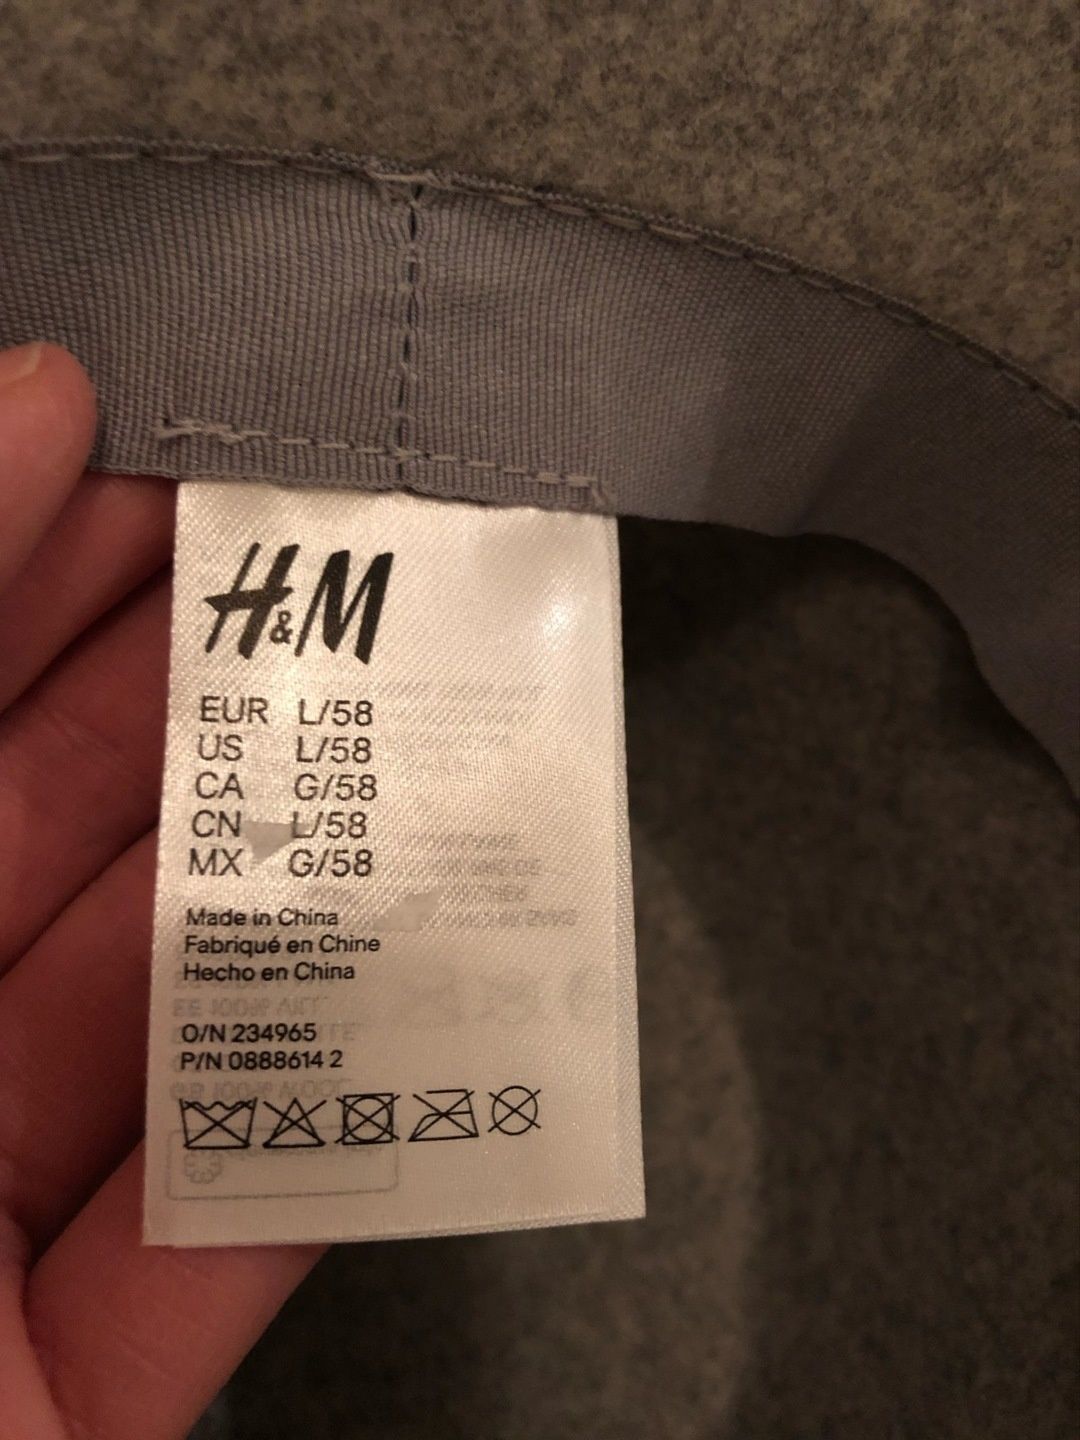 H&M
EUR L/58
US L/58
CA G/58
CN L/58
MX G/58
Made in China
Fabriqué en Chine
Hecho en China
O/N 234965
P/N 0888614 2